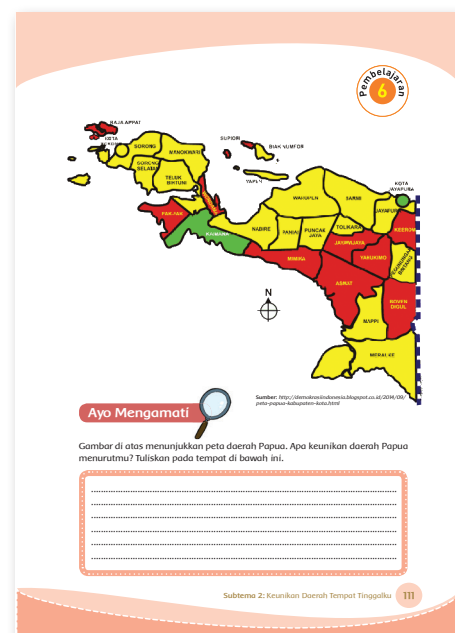 Pembelajaran
6
RAJA AMPAT
KOTA
SORONG
SORONG
MANOKWARI
SORONG
SELATAN
TELUK
BINTUNI
FAK-FAK
KAIMANA
SUPIORI
BIAK NUMFOR
YAPEN
WAROPEN
SARMI
KOTA
JAYAPURA
JAYAPURA
KEEROM
NABIRE
PANIAI
PUNCAK
JAYA
TOLIKARA
JAYAWIJAYA
YAHUKIMO
PEGUNUNGAN
BINTANG
MIMIKA
ASMAT
BOVEN
DIGUL
MAPPI
MERAUKE
N
Sumber: http://demokrasiindonesia.blogspot.co.id/2014/09/
peta-papua-kabupaten-kota.html
Ayo Mengamati
Gambar di atas menunjukkan peta daerah Papua. Apa keunikan daerah Papua
menurutmu? Tuliskan pada tempat di bawah ini.
Subtema 2: Keunikan Daerah Tempat Tinggalku
111